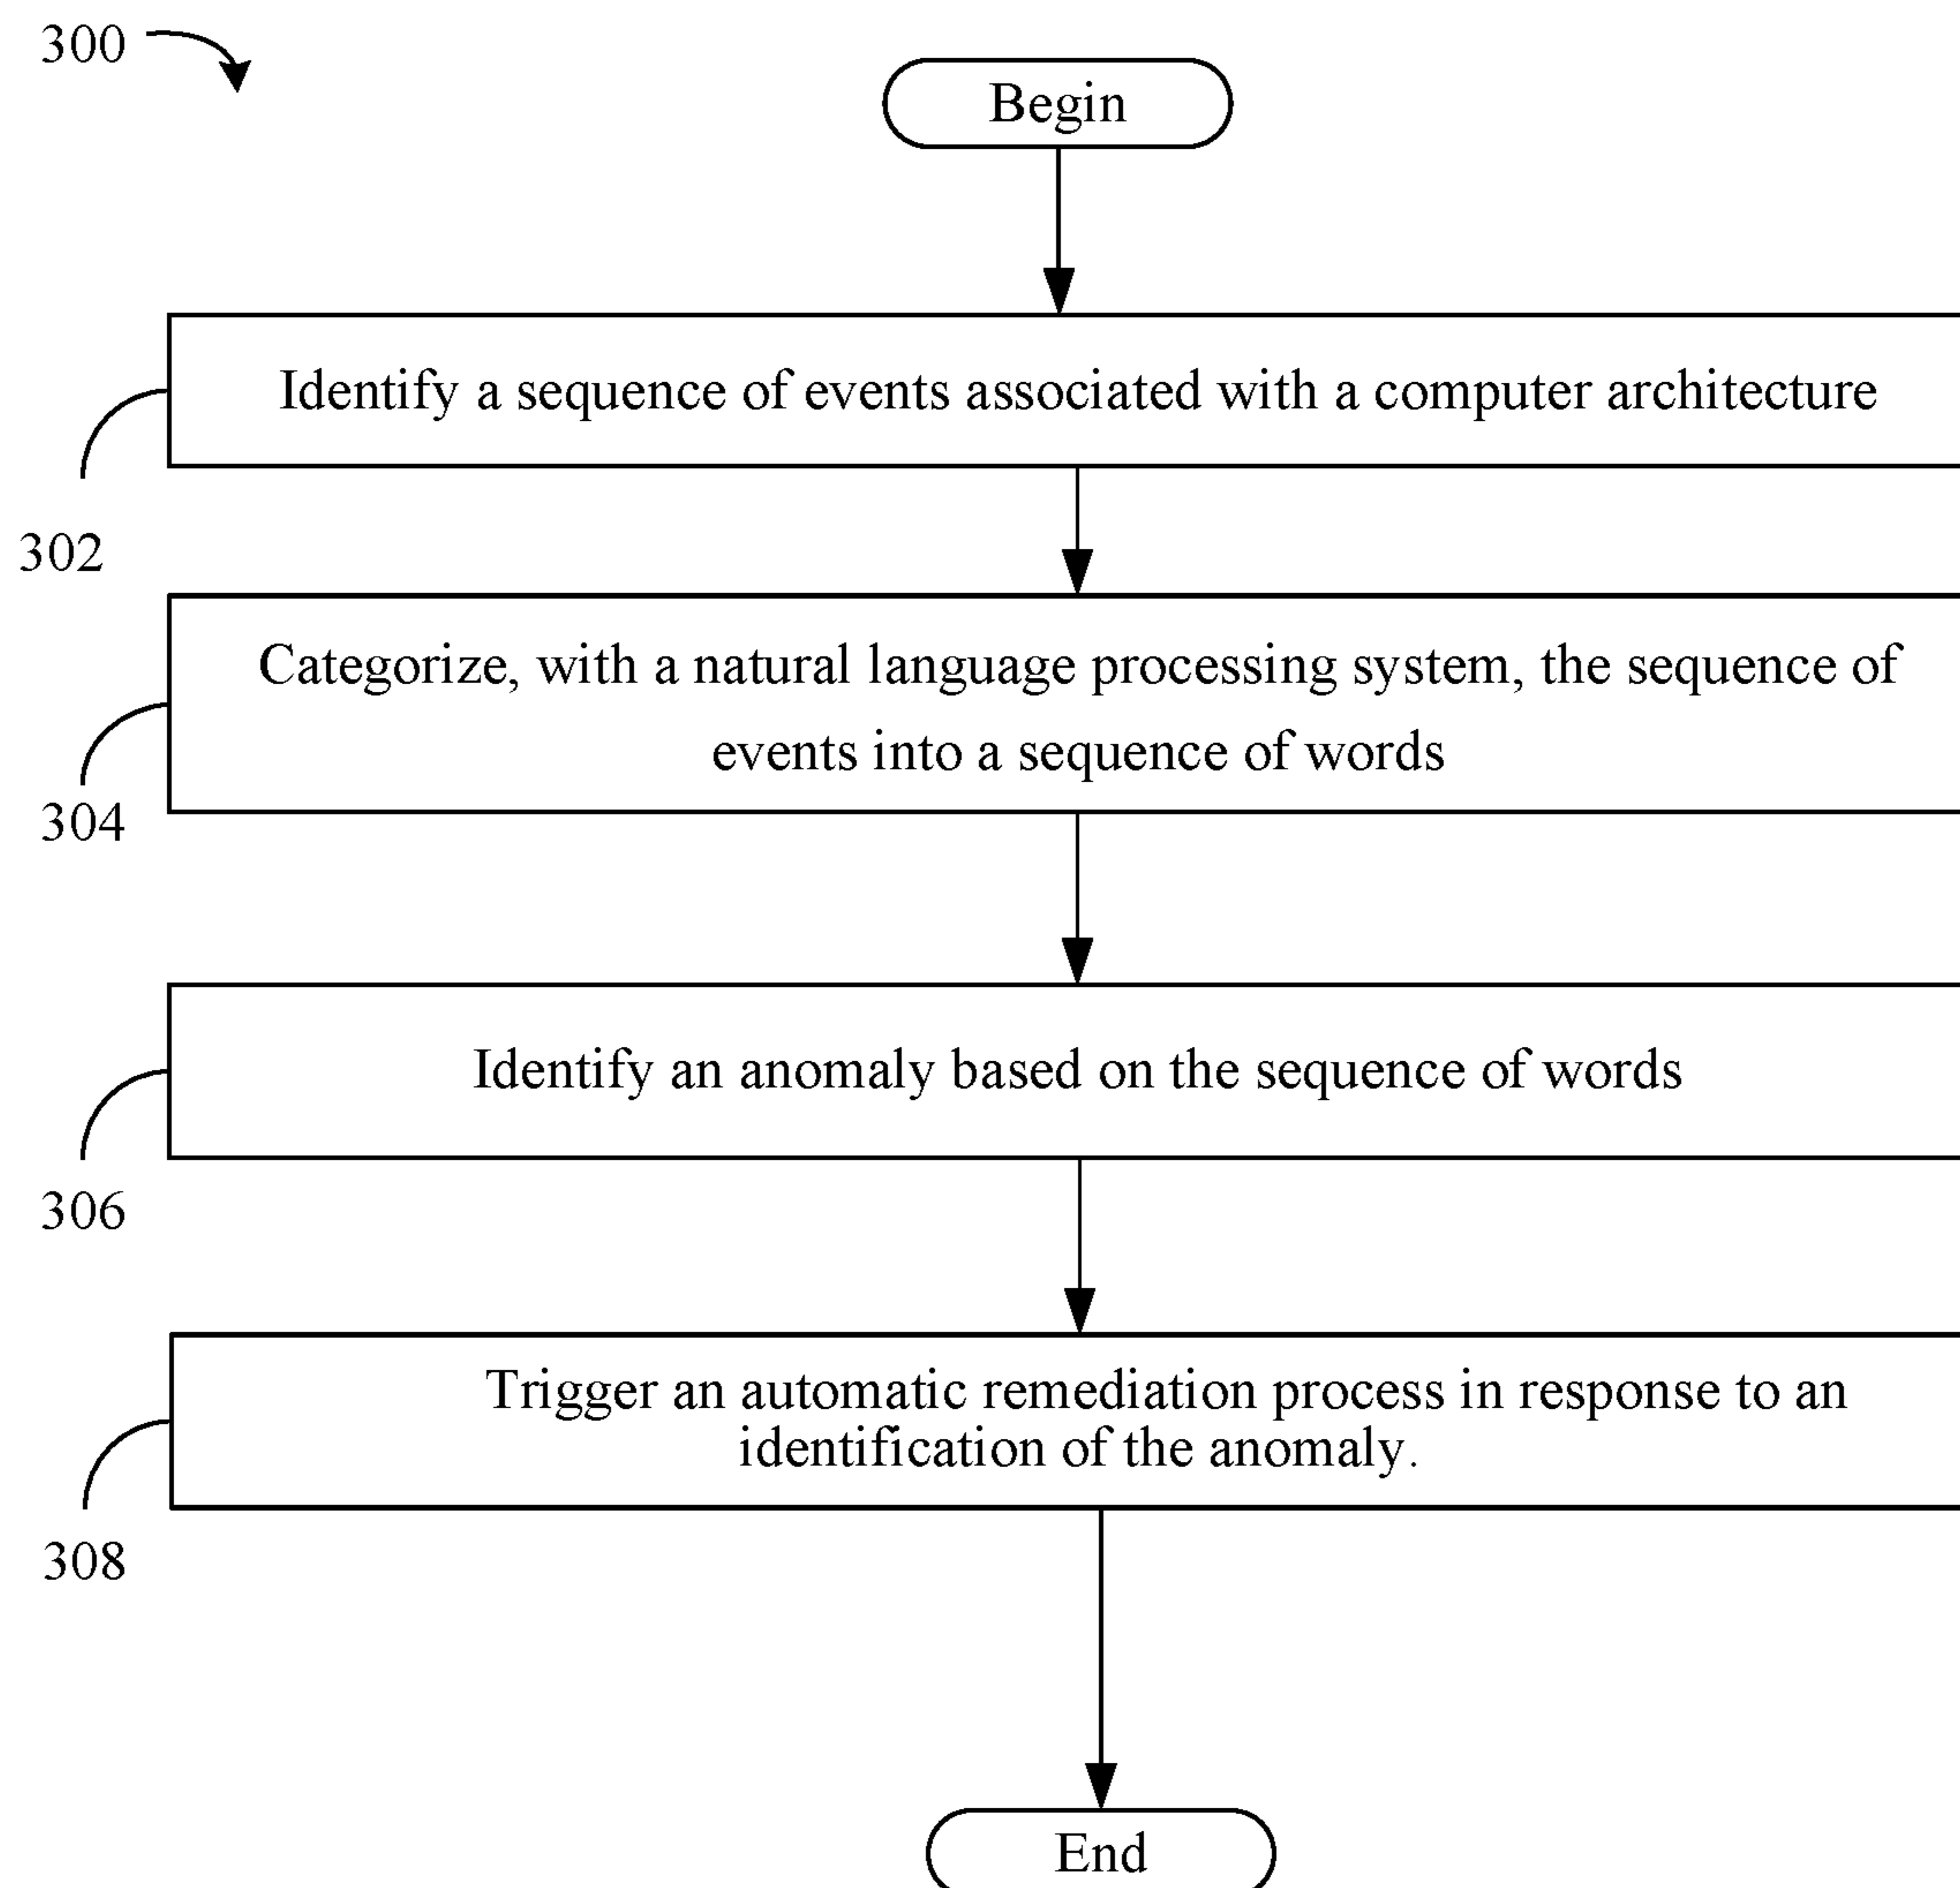 300
Begin
Identify a sequence of events associated with a computer architecture
302
Categorize, with a natural language processing system, the sequence of
events into a sequence of words
304
Identify an anomaly based on the sequence of words
306
Trigger an automatic remediation process in response to an
identification of the anomaly.
308
End